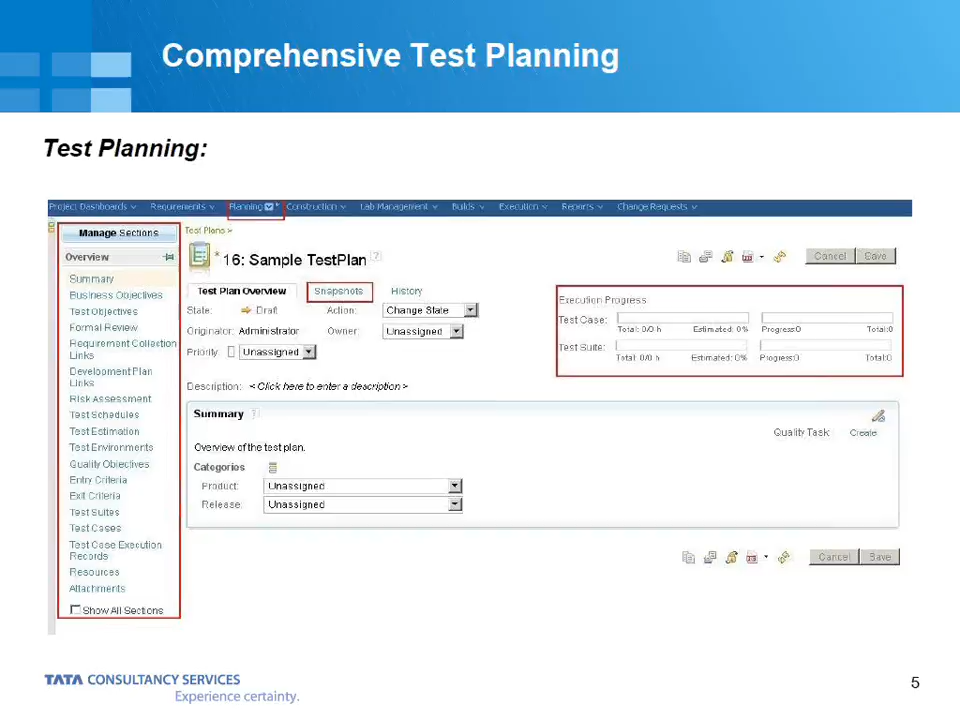 Comprehensive Test Planning
Test Planning:
Project Dashboards Requirements Planning Construction Lab Management Builds Execution Reports Change Requests
Manage Sections
Overview
Summary
Business Objectives
Test Objectives
Formal Review
Requirement Collection
Links
Development Plan
Links
Risk Assessment
Test Schedules
Test Estimation
Test Environments
Quality Objectives
Entry Criteria
Exit Criteria
Test Suites
Test Cases
Test Case Execution
Records
Resources
Attachments
Show All Sections
Test Plans >
* 16: Sample TestPlan ?
Cancel Save
Test Plan Overview Snapshots History
State: Draft Action: Change State
Originator: Administrator Owner: Unassigned
Priority: Unassigned
Execution Progress
Test Case:
Total: 0/0 h Estimated: 0% Progress:0 Total:0
Test Suite:
Total: 0/0 h Estimated: 0% Progress:0 Total:0
Description: < Click here to enter a description >
Summary ?
Quality Task: Create
Overview of the test plan.
Categories
Product: Unassigned
Release: Unassigned
Cancel Save
TATA CONSULTANCY SERVICES
Experience certainty.
5